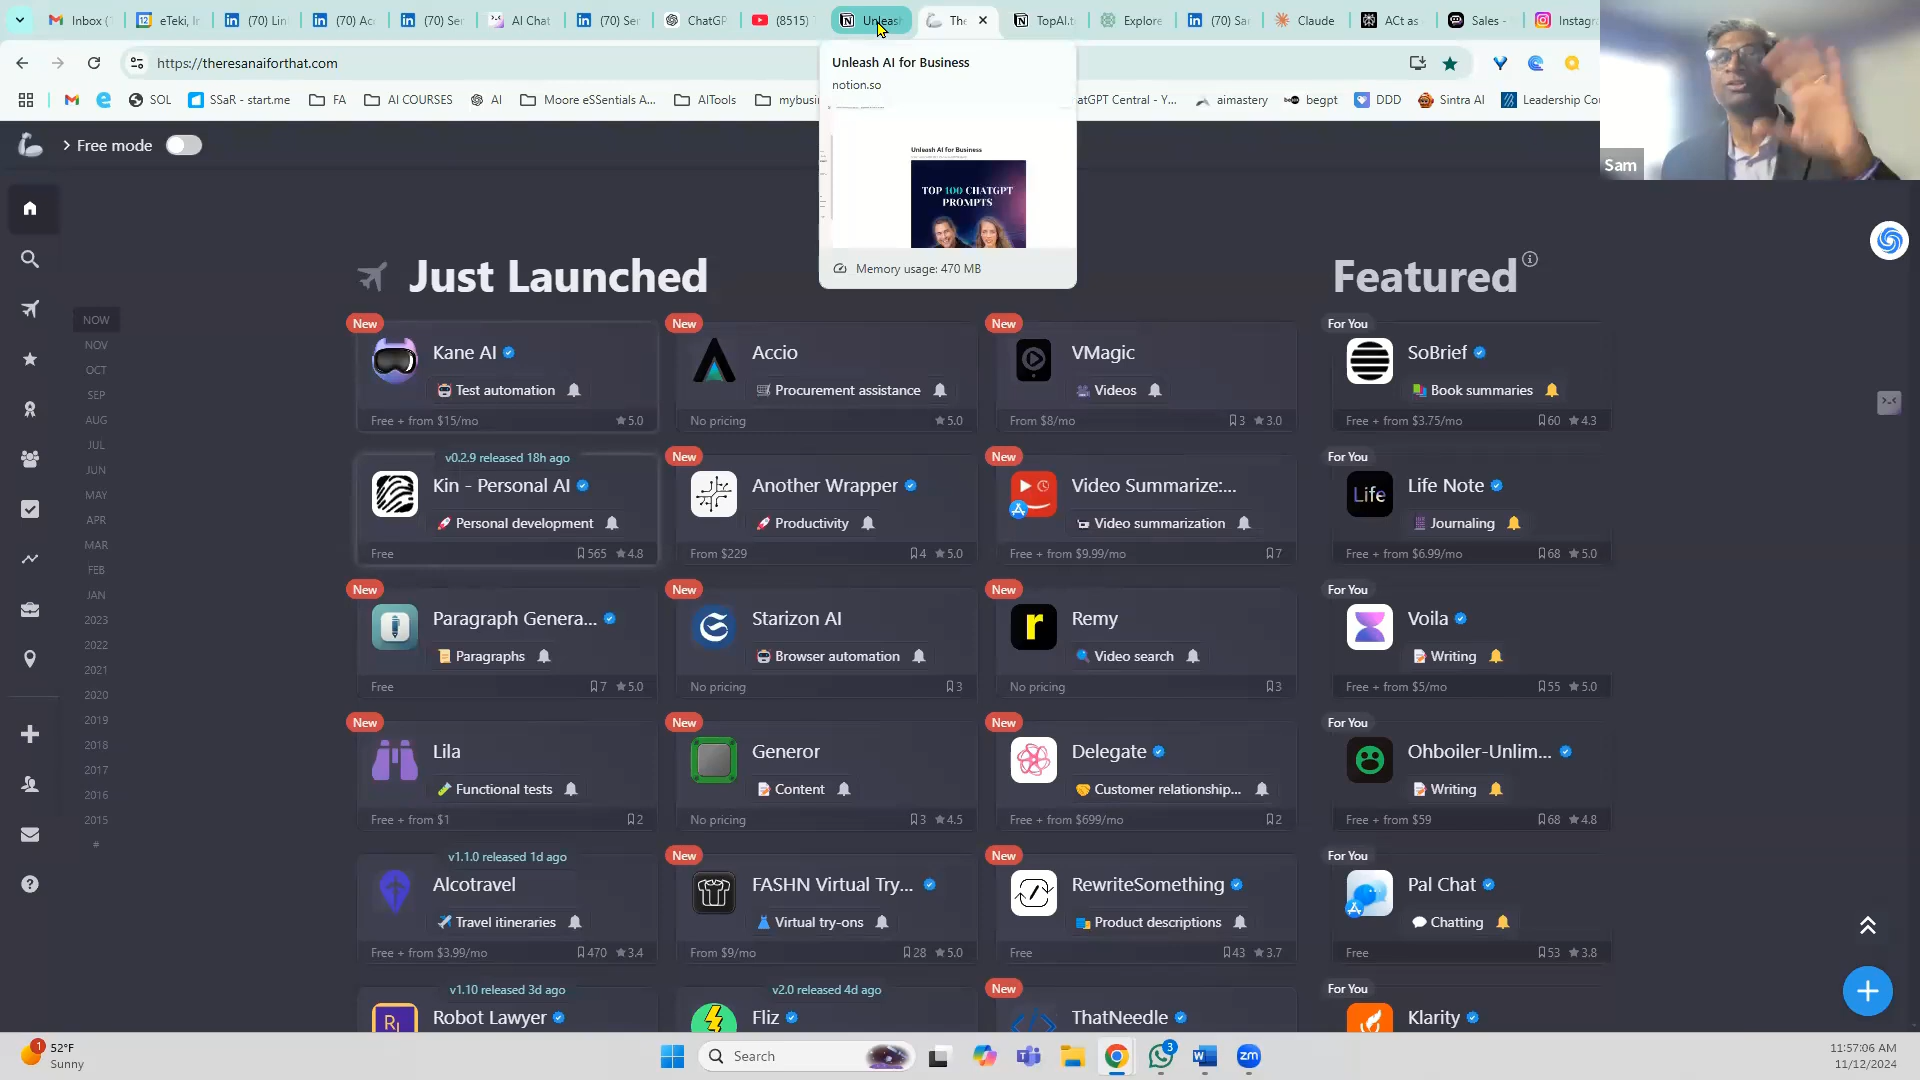 Inbox (
eTeki, In
(70) Lin
(70) Acc
(70) Ser
AI Chat
(70) Ser
ChatGP
(8515)
Unleash
The
TopAI.t
Explore
(70) Sar
Claude
ACt as
Sales -
Instagr
https://theresanaiforthat.com
SOL
SSaR - start.me
FA
AI COURSES
AI
Moore eSSentials A...
AITools
mybusin
atGPT Central - Y...
aimastery
begpt
DDD
Sintra AI
Leadership Cou
Unleash AI for Business
notion.so
Unleash AI for Business
TOP 100 CHATGPT
PROMPTS
Memory usage: 470 MB
Sam
Free mode
NOW
NOV
OCT
SEP
AUG
JUL
JUN
MAY
APR
MAR
FEB
JAN
2023
2022
2021
2020
2019
2018
2017
2016
2015
#
Just Launched
New
Kane AI
Test automation
Free + from $15/mo
5.0
New
Accio
Procurement assistance
No pricing
5.0
New
VMagic
Videos
From $8/mo
3
3.0
v0.2.9 released 18h ago
Kin - Personal AI
Personal development
Free
565
4.8
New
Another Wrapper
Productivity
From $229
4
5.0
New
Video Summarize:...
Video summarization
Free + from $9.99/mo
7
New
Paragraph Genera...
Paragraphs
Free
7
5.0
New
Starizon AI
Browser automation
No pricing
3
New
r
Remy
Video search
No pricing
3
New
Lila
Functional tests
Free + from $1
2
New
Generor
Content
No pricing
3
4.5
New
Delegate
Customer relationship...
Free + from $699/mo
2
v1.1.0 released 1d ago
Alcotravel
Travel itineraries
Free + from $3.99/mo
470
3.4
New
FASHN Virtual Try...
Virtual try-ons
From $9/mo
28
5.0
New
RewriteSomething
Product descriptions
Free
43
3.7
v1.10 released 3d ago
Robot Lawyer
v2.0 released 4d ago
Fliz
New
ThatNeedle
Featured
For You
SoBrief
Book summaries
Free + from $3.75/mo
60
4.3
For You
Life
Life Note
Journaling
Free + from $6.99/mo
68
5.0
For You
Voila
Writing
Free + from $5/mo
55
5.0
For You
Ohboiler-Unlim...
Writing
Free + from $59
68
4.8
For You
Pal Chat
Chatting
Free
53
3.8
For You
Klarity
1
52°F
Sunny
Search
3
zm
11:57:06 AM
11/12/2024